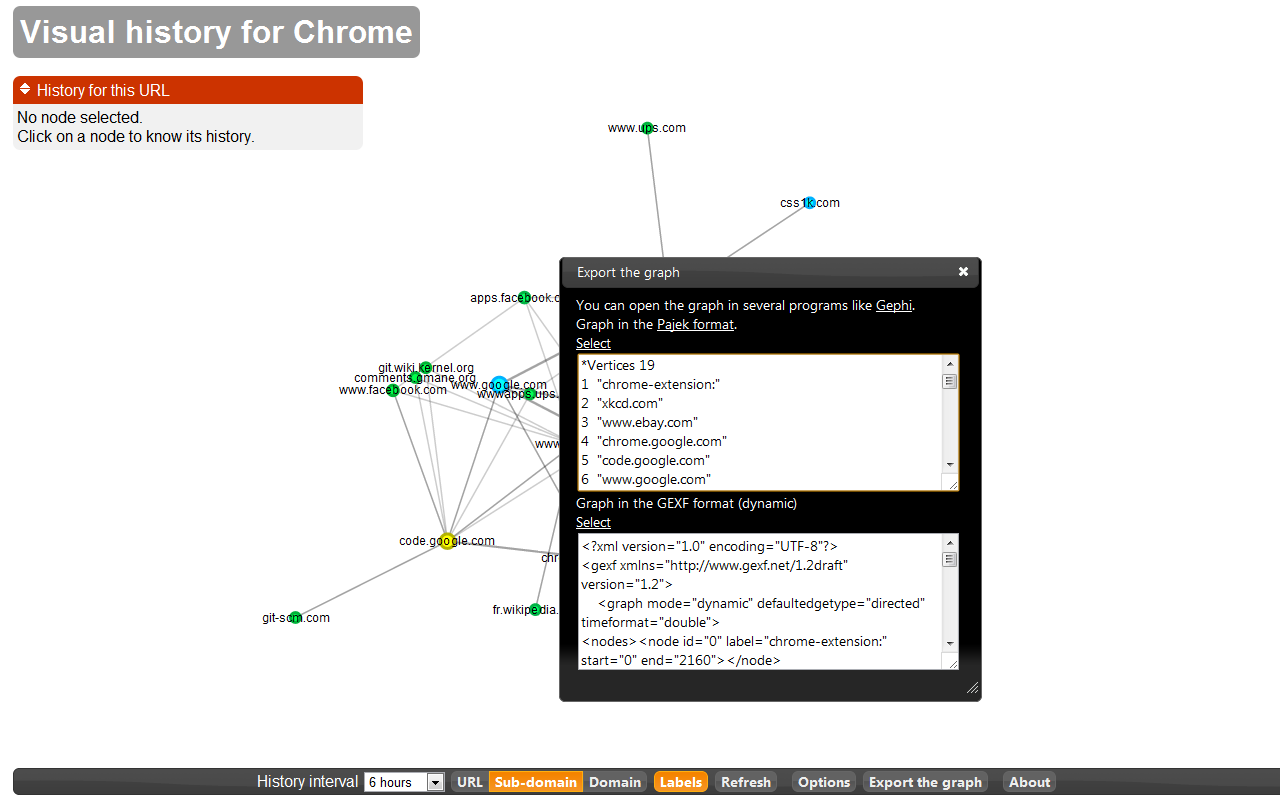 Visual history for Chrome
History for this URL
No node selected.
Click on a node to know its history.
www.ups.com
css1k.com
apps.facebook.c
git.wiki.kernel.org
comments.gmane.org
www.facebook.com
www.google.com
wwwapps.ups.
www
code.google.com
chr
fr.wikipedia.
git-scm.com
Export the graph
You can open the graph in several programs like Gephi.
Graph in the Pajek format.
Select
*Vertices 19
1 "chrome-extension:"
2 "xkcd.com"
3 "www.ebay.com"
4 "chrome.google.com"
5 "code.google.com"
6 "www.google.com"
Graph in the GEXF format (dynamic)
Select
<?xml version="1.0" encoding="UTF-8"?>
<gexf xmlns="http://www.gexf.net/1.2draft"
version="1.2">
<graph mode="dynamic" defaultedgetype="directed"
timeformat="double">
<nodes><node id="0" label="chrome-extension:"
start="0" end="2160"></node>
History interval 6 hours URL Sub-domain Domain Labels Refresh Options Export the graph About